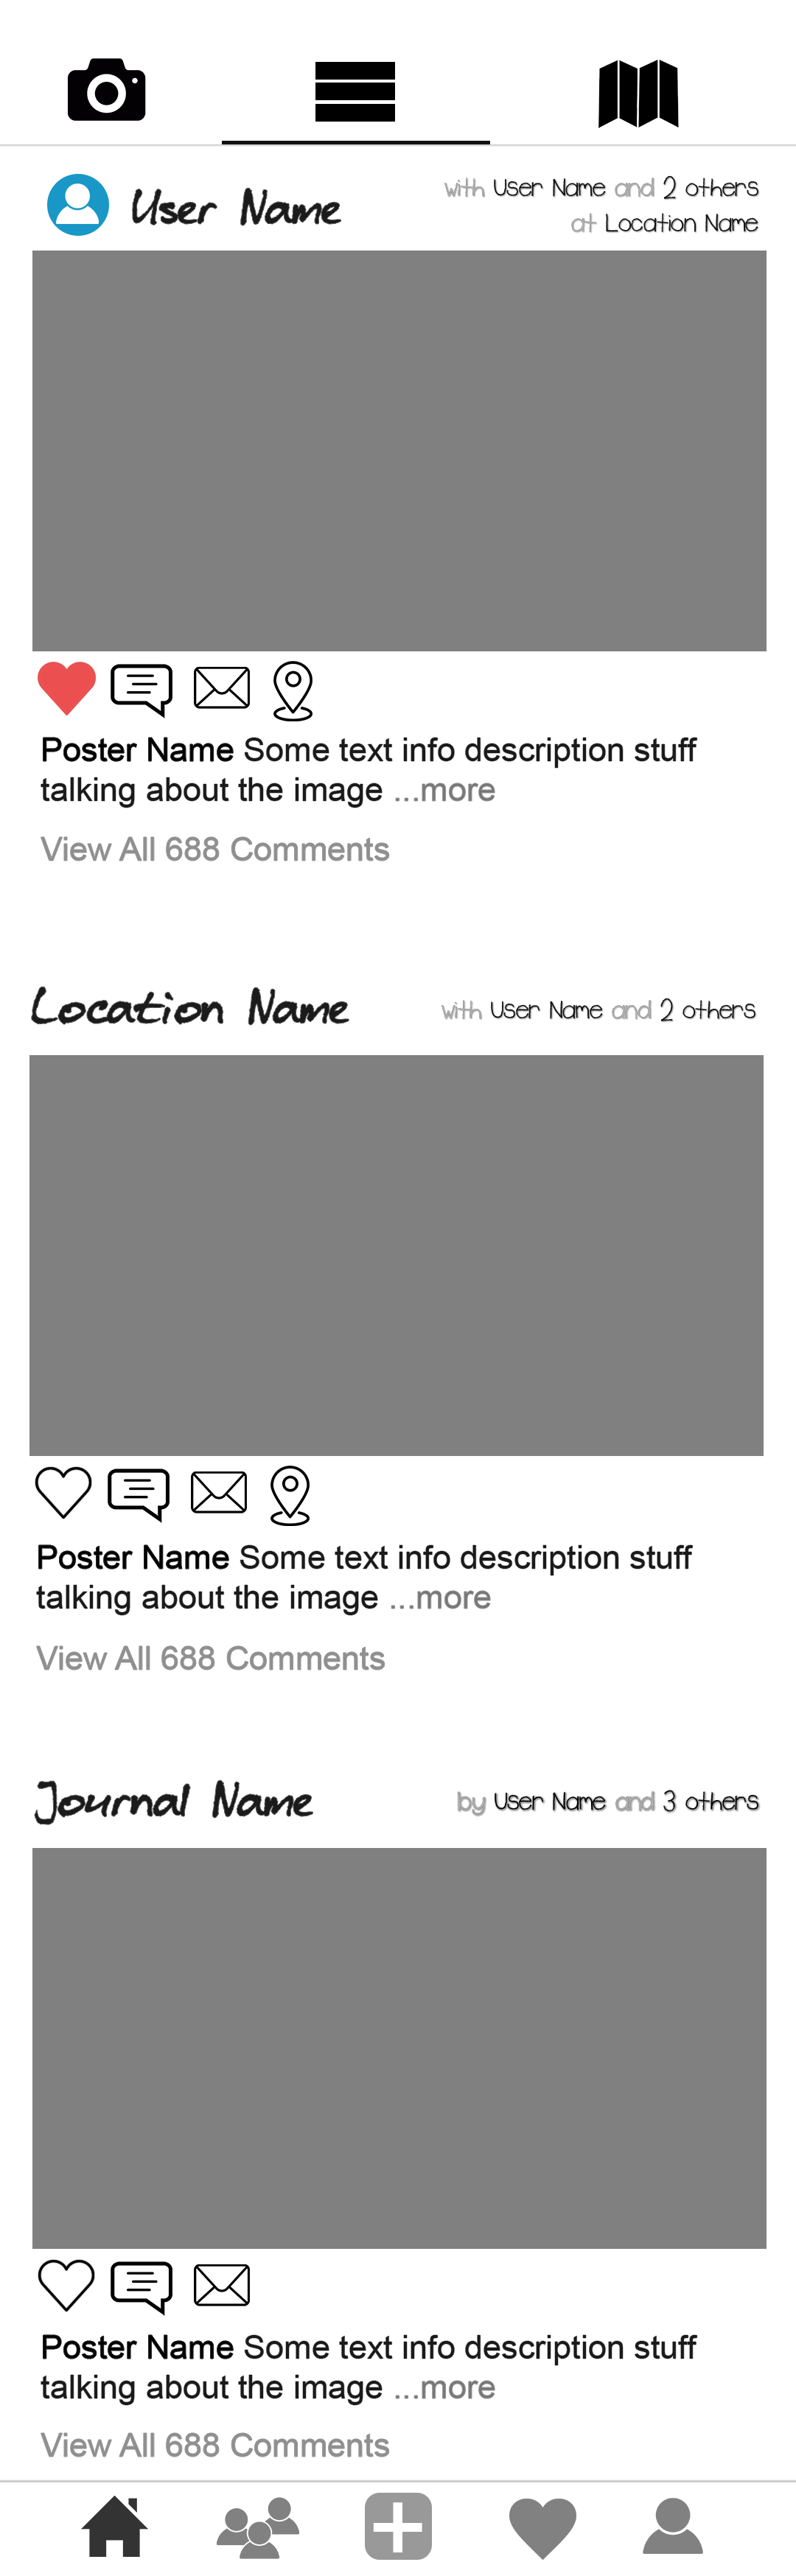 User Name
with User Name and 2 others
at Location Name
Poster Name Some text info description stuff
talking about the image ...more
View All 688 Comments
Location Name
with User Name and 2 others
Poster Name Some text info description stuff
talking about the image ...more
View All 688 Comments
Journal Name
by User Name and 3 others
Poster Name Some text info description stuff
talking about the image ...more
View All 688 Comments